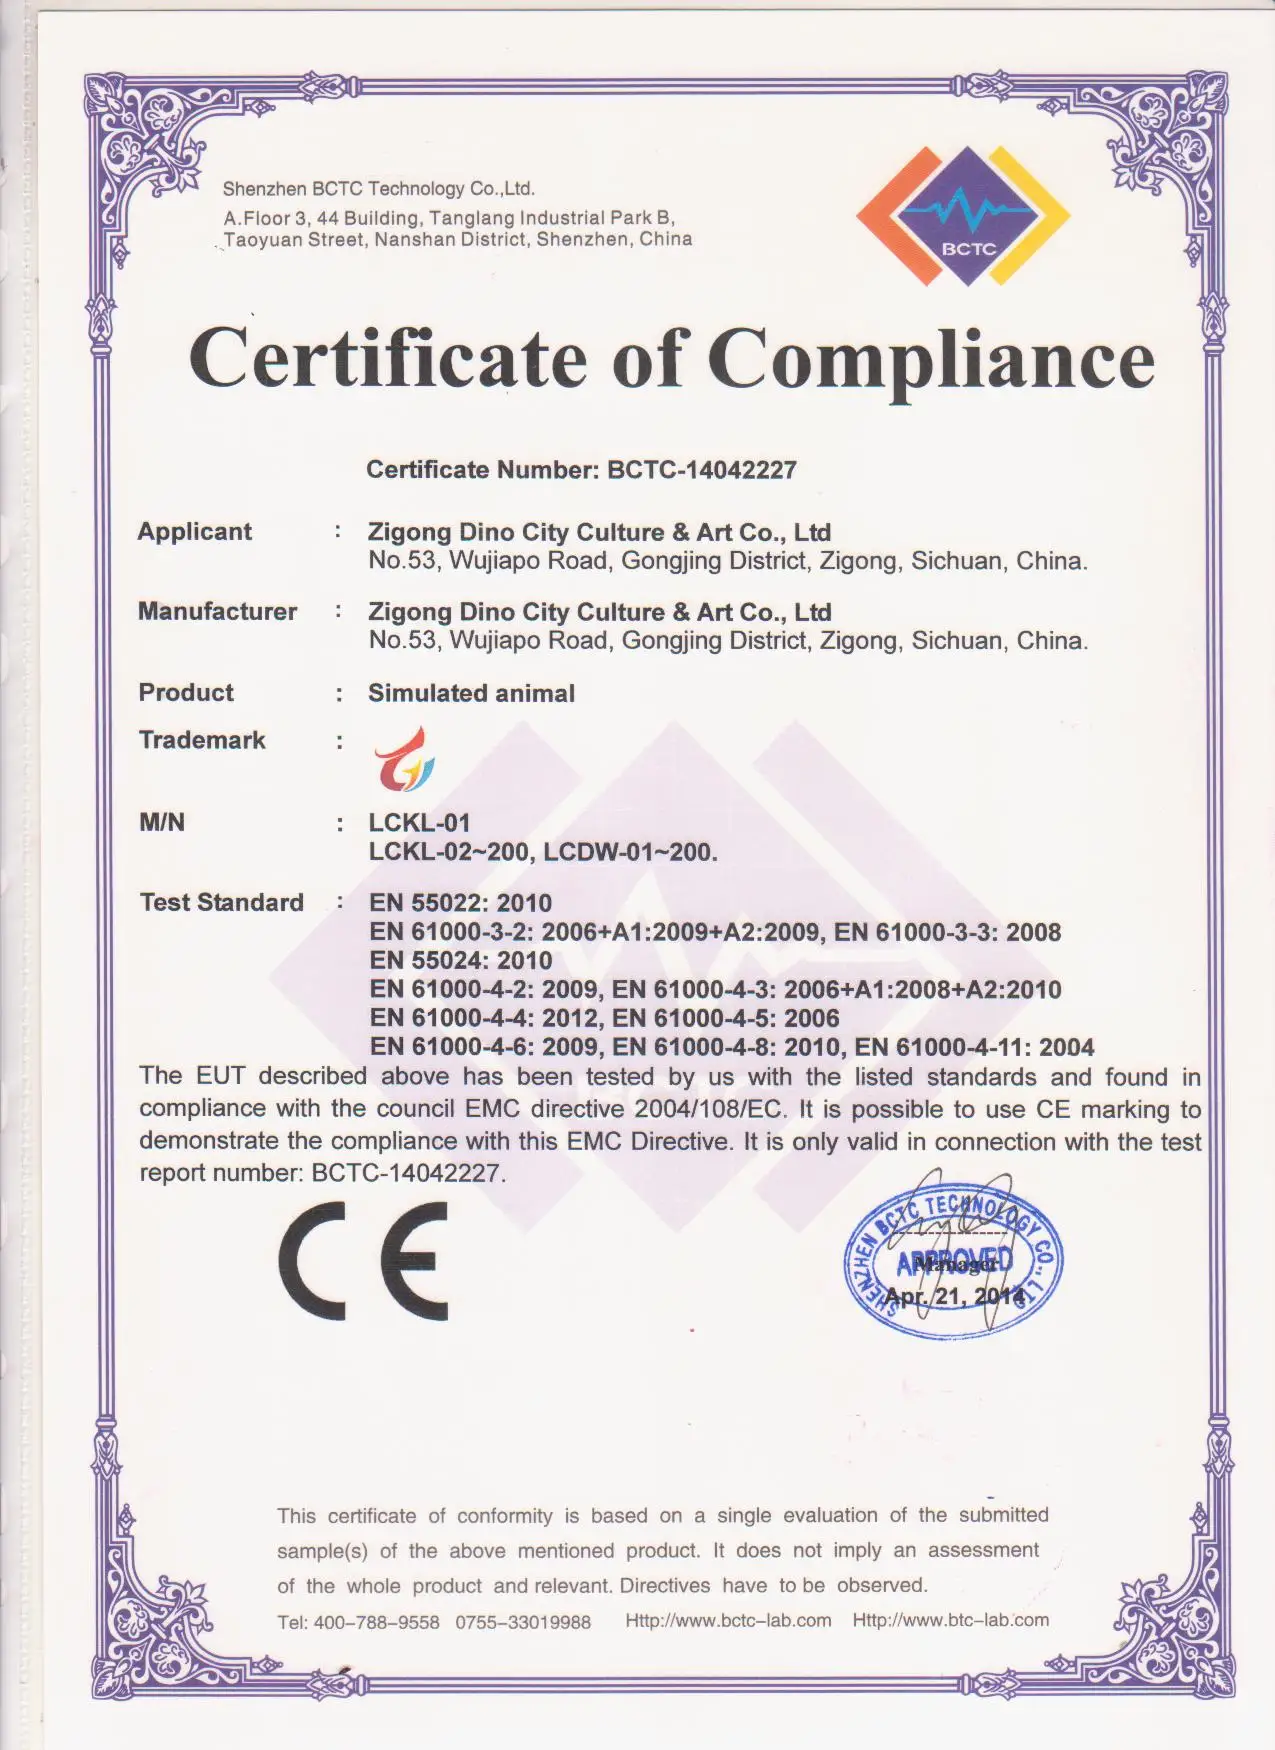 Shenzhen BCTC Technology Co.,Ltd.
A.Floor 3, 44 Building, Tanglang Industrial Park B,
Taoyuan Street, Nanshan District, Shenzhen, China
BCTC
Certificate of Compliance
Certificate Number: BCTC-14042227
Applicant : Zigong Dino City Culture & Art Co., Ltd
No.53, Wujiapo Road, Gongjing District, Zigong, Sichuan, China.
Manufacturer : Zigong Dino City Culture & Art Co., Ltd
No.53, Wujiapo Road, Gongjing District, Zigong, Sichuan, China.
Product : Simulated animal
Trademark :
M/N : LCKL-01
LCKL-02~200, LCDW-01~200.
Test Standard : EN 55022: 2010
EN 61000-3-2: 2006+A1:2009+A2:2009, EN 61000-3-3: 2008
EN 55024: 2010
EN 61000-4-2: 2009, EN 61000-4-3: 2006+A1:2008+A2:2010
EN 61000-4-4: 2012, EN 61000-4-5: 2006
EN 61000-4-6: 2009, EN 61000-4-8: 2010, EN 61000-4-11: 2004
The EUT described above has been tested by us with the listed standards and found in
compliance with the council EMC directive 2004/108/EC. It is possible to use CE marking to
demonstrate the compliance with this EMC Directive. It is only valid in connection with the test
report number: BCTC-14042227.
CE
SHENZHEN BCTC TECHNOLOGY CO., LTD
APPROVED
Manager
Apr. 21, 2014
This certificate of conformity is based on a single evaluation of the submitted
sample(s) of the above mentioned product. It does not imply an assessment
of the whole product and relevant. Directives have to be observed.
Tel: 400-788-9558 0755-33019988 Http://www.bctc-lab.com Http://www.btc-lab.com